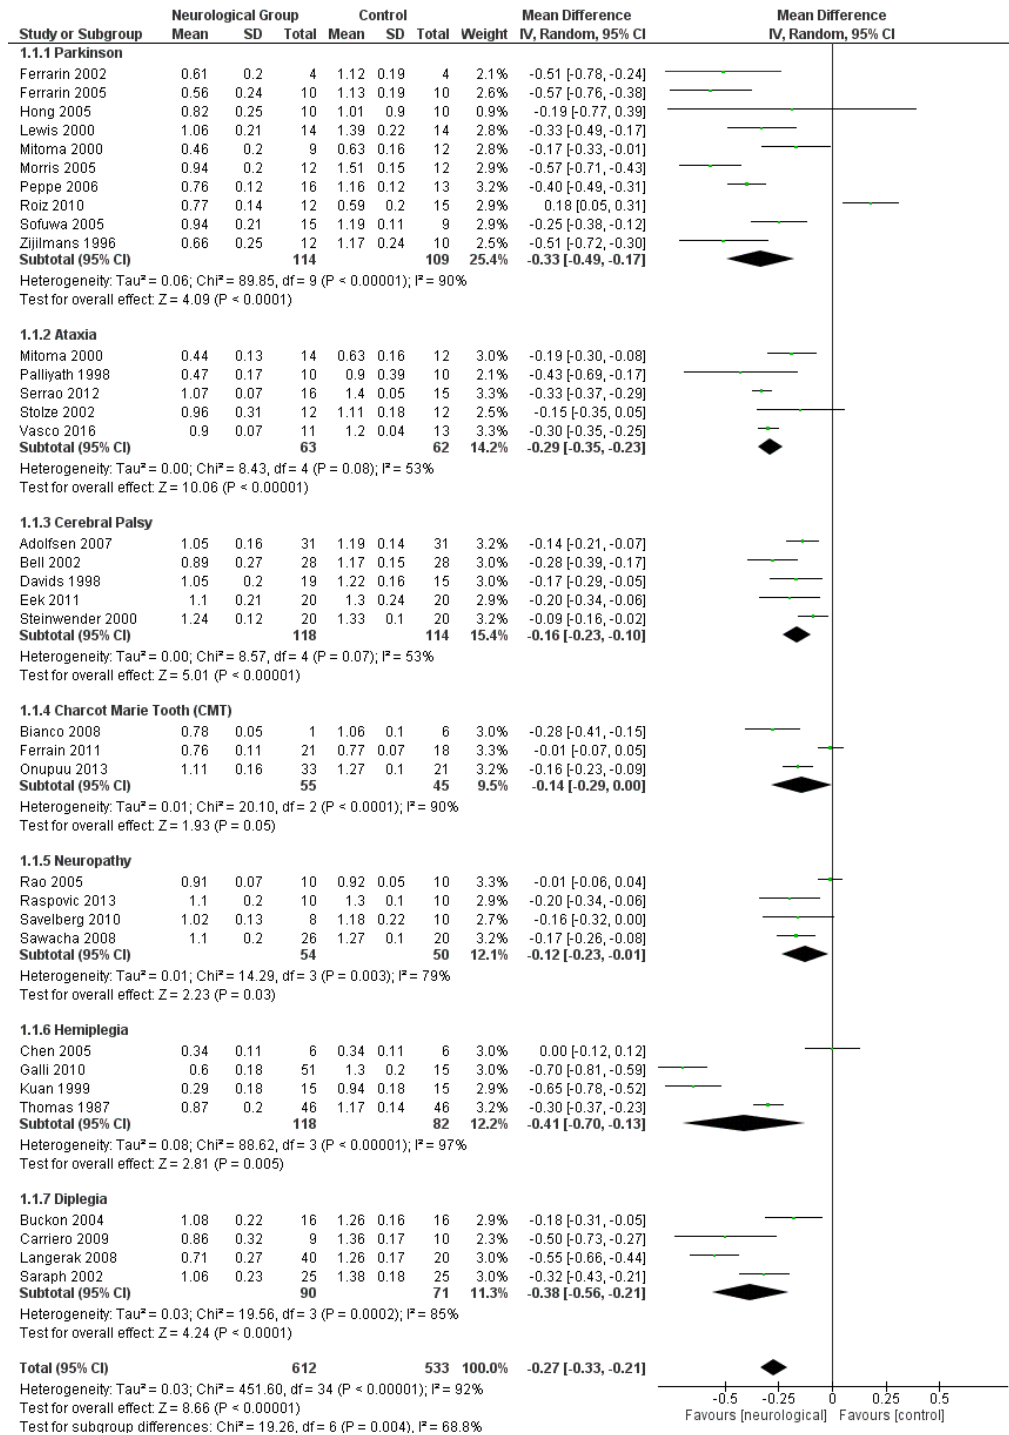 Neurological Group Control Mean Difference Mean Difference
Study or Subgroup Mean SD Total Mean SD Total Weight IV, Random, 95% CI IV, Random, 95% CI
1.1.1 Parkinson
Ferrarin 2002 0.61 0.2 4 1.12 0.19 4 2.1% -0.51 [-0.78, -0.24]
Ferrarin 2005 0.56 0.24 10 1.13 0.19 10 2.6% -0.57 [-0.76, -0.38]
Hong 2005 0.82 0.25 10 1.01 0.9 10 0.9% -0.19 [-0.77, 0.39]
Lewis 2000 1.06 0.21 14 1.39 0.22 14 2.8% -0.33 [-0.49, -0.17]
Mitoma 2000 0.46 0.2 9 0.63 0.16 12 2.8% -0.17 [-0.33, -0.01]
Morris 2005 0.94 0.2 12 1.51 0.15 12 2.9% -0.57 [-0.71, -0.43]
Peppe 2006 0.76 0.12 16 1.16 0.12 13 3.2% -0.40 [-0.49, -0.31]
Roiz 2010 0.77 0.14 12 0.59 0.2 15 2.9% 0.18 [0.05, 0.31]
Sofuwa 2005 0.94 0.21 15 1.19 0.11 9 2.9% -0.25 [-0.38, -0.12]
Zijilmans 1996 0.66 0.25 12 1.17 0.24 10 2.5% -0.51 [-0.72, -0.30]
Subtotal (95% CI) 114 109 25.4% -0.33 [-0.49, -0.17]
Heterogeneity: Tau² = 0.06; Chi² = 89.85, df = 9 (P < 0.00001); I² = 90%
Test for overall effect: Z = 4.09 (P < 0.0001)
1.1.2 Ataxia
Mitoma 2000 0.44 0.13 14 0.63 0.16 12 3.0% -0.19 [-0.30, -0.08]
Palliyath 1998 0.47 0.17 10 0.9 0.39 10 2.1% -0.43 [-0.69, -0.17]
Serrao 2012 1.07 0.07 16 1.4 0.05 15 3.3% -0.33 [-0.37, -0.29]
Stolze 2002 0.96 0.31 12 1.11 0.18 12 2.5% -0.15 [-0.35, 0.05]
Vasco 2016 0.9 0.07 11 1.2 0.04 13 3.3% -0.30 [-0.35, -0.25]
Subtotal (95% CI) 63 62 14.2% -0.29 [-0.35, -0.23]
Heterogeneity: Tau² = 0.00; Chi² = 8.43, df = 4 (P = 0.08); I² = 53%
Test for overall effect: Z = 10.06 (P < 0.00001)
1.1.3 Cerebral Palsy
Adolfsen 2007 1.05 0.16 31 1.19 0.14 31 3.2% -0.14 [-0.21, -0.07]
Bell 2002 0.89 0.27 28 1.17 0.15 28 3.0% -0.28 [-0.39, -0.17]
Davids 1998 1.05 0.2 19 1.22 0.16 15 3.0% -0.17 [-0.29, -0.05]
Eek 2011 1.1 0.21 20 1.3 0.24 20 2.9% -0.20 [-0.34, -0.06]
Steinwender 2000 1.24 0.12 20 1.33 0.1 20 3.2% -0.09 [-0.16, -0.02]
Subtotal (95% CI) 118 114 15.4% -0.16 [-0.23, -0.10]
Heterogeneity: Tau² = 0.00; Chi² = 8.57, df = 4 (P = 0.07); I² = 53%
Test for overall effect: Z = 5.01 (P < 0.00001)
1.1.4 Charcot Marie Tooth (CMT)
Bianco 2008 0.78 0.05 1 1.06 0.1 6 3.0% -0.28 [-0.41, -0.15]
Ferrain 2011 0.76 0.11 21 0.77 0.07 18 3.3% -0.01 [-0.07, 0.05]
Onupuu 2013 1.11 0.16 33 1.27 0.1 21 3.2% -0.16 [-0.23, -0.09]
Subtotal (95% CI) 55 45 9.5% -0.14 [-0.29, 0.00]
Heterogeneity: Tau² = 0.01; Chi² = 20.10, df = 2 (P < 0.0001); I² = 90%
Test for overall effect: Z = 1.93 (P = 0.05)
1.1.5 Neuropathy
Rao 2005 0.91 0.07 10 0.92 0.05 10 3.3% -0.01 [-0.06, 0.04]
Raspovic 2013 1.1 0.2 10 1.3 0.1 10 2.9% -0.20 [-0.34, -0.06]
Savelberg 2010 1.02 0.13 8 1.18 0.22 10 2.7% -0.16 [-0.32, 0.00]
Sawacha 2008 1.1 0.2 26 1.27 0.1 20 3.2% -0.17 [-0.26, -0.08]
Subtotal (95% CI) 54 50 12.1% -0.12 [-0.23, -0.01]
Heterogeneity: Tau² = 0.01; Chi² = 14.29, df = 3 (P = 0.003); I² = 79%
Test for overall effect: Z = 2.23 (P = 0.03)
1.1.6 Hemiplegia
Chen 2005 0.34 0.11 6 0.34 0.11 6 3.0% 0.00 [-0.12, 0.12]
Galli 2010 0.6 0.18 51 1.3 0.2 15 3.0% -0.70 [-0.81, -0.59]
Kuan 1999 0.29 0.18 15 0.94 0.18 15 2.9% -0.65 [-0.78, -0.52]
Thomas 1987 0.87 0.2 46 1.17 0.14 46 3.2% -0.30 [-0.37, -0.23]
Subtotal (95% CI) 118 82 12.2% -0.41 [-0.70, -0.13]
Heterogeneity: Tau² = 0.08; Chi² = 88.62, df = 3 (P < 0.00001); I² = 97%
Test for overall effect: Z = 2.81 (P = 0.005)
1.1.7 Diplegia
Buckon 2004 1.08 0.22 16 1.26 0.16 16 2.9% -0.18 [-0.31, -0.05]
Carriero 2009 0.86 0.32 9 1.36 0.17 10 2.4% -0.50 [-0.73, -0.27]
Langerak 2008 0.71 0.27 40 1.26 0.17 20 3.0% -0.55 [-0.66, -0.44]
Saraph 2002 1.06 0.23 25 1.38 0.18 25 3.0% -0.32 [-0.43, -0.21]
Subtotal (95% CI) 90 71 11.3% -0.38 [-0.56, -0.21]
Heterogeneity: Tau² = 0.03; Chi² = 19.56, df = 3 (P = 0.0002); I² = 85%
Test for overall effect: Z = 4.24 (P < 0.0001)
Total (95% CI) 612 533 100.0% -0.27 [-0.33, -0.21]
Heterogeneity: Tau² = 0.03; Chi² = 451.60, df = 34 (P < 0.00001); I² = 92%
Test for overall effect: Z = 8.66 (P < 0.00001)
Test for subgroup differences: Chi² = 19.26, df = 6 (P = 0.004), I² = 68.8%
-0.5 -0.25 0 0.25 0.5
Favours [neurological] Favours [control]